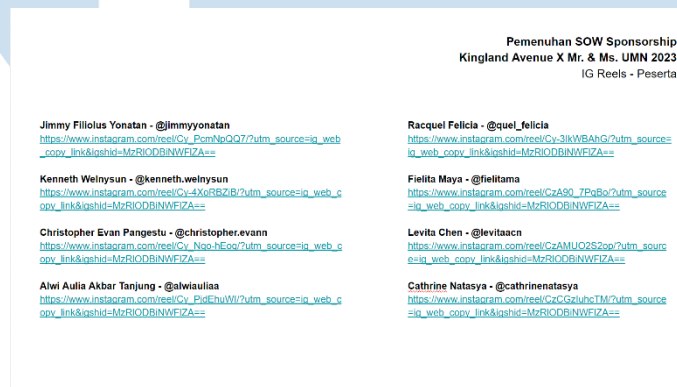 Pemenuhan SOW Sponsorship
Kingland Avenue X Mr. & Ms. UMN 2023
IG Reels - Peserta
Jimmy Filiolus Yonatan - @jimmyyonatan
https://www.instagram.com/reel/Cy_PcmNpQQ7/?utm_source=ig_web
_copy_link&igshid=MzRlODBiNWFlZA==
Kenneth Welnysun - @kenneth.welnysun
https://www.instagram.com/reel/Cy-4XoRBZiB/?utm_source=ig_web_c
opy_link&igshid=MzRlODBiNWFlZA==
Christopher Evan Pangestu - @christopher.evann
https://www.instagram.com/reel/Cy_Nqo-hEoq/?utm_source=ig_web_c
opy_link&igshid=MzRlODBiNWFlZA==
Alwi Aulia Akbar Tanjung - @alwiauliaa
https://www.instagram.com/reel/Cy_PjdEhuWl/?utm_source=ig_web_c
opy_link&igshid=MzRlODBiNWFlZA==
Racquel Felicia - @quel_felicia
https://www.instagram.com/reel/Cy-3lkWBAhG/?utm_source=
ig_web_copy_link&igshid=MzRlODBiNWFlZA==
Fielita Maya - @fielitama
https://www.instagram.com/reel/CzA90_7PqBo/?utm_source
=ig_web_copy_link&igshid=MzRlODBiNWFlZA==
Levita Chen - @levitaacn
https://www.instagram.com/reel/CzAMUO2S2op/?utm_sourc
e=ig_web_copy_link&igshid=MzRlODBiNWFlZA==
Cathrine Natasya - @cathrinenatasya
https://www.instagram.com/reel/CzCGzIuhcTM/?utm_source
=ig_web_copy_link&igshid=MzRlODBiNWFlZA==